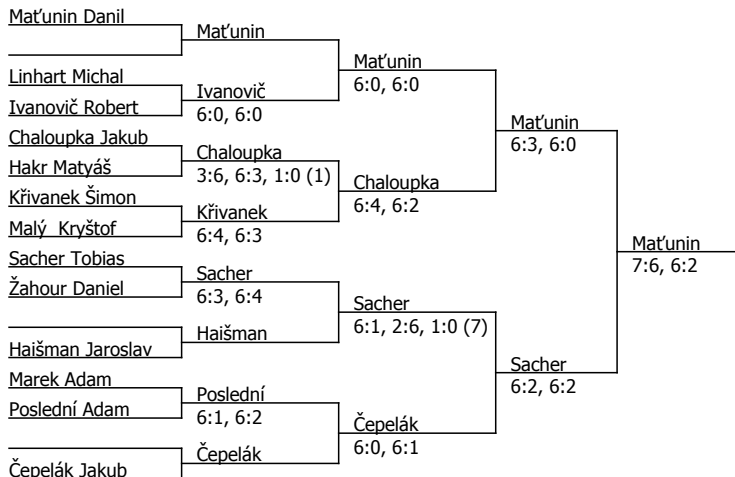 Maťunin Danil
Maťunin
Linhart Michal
Ivanovič Robert
Ivanovič
6:0, 6:0
Maťunin
6:0, 6:0
Chaloupka Jakub
Hakr Matyáš
Chaloupka
3:6, 6:3, 1:0 (1)
Křivanek Šimon
Malý  Kryštof
Křivanek
6:4, 6:3
Chaloupka
6:4, 6:2
Maťunin
6:3, 6:0
Sacher Tobias
Žahour Daniel
Sacher
6:3, 6:4
Haišman Jaroslav
Haišman
Sacher
6:1, 2:6, 1:0 (7)
Marek Adam
Poslední Adam
Poslední
6:1, 6:2
Čepelák Jakub
Čepelák
Čepelák
6:0, 6:1
Sacher
6:2, 6:2
Maťunin
7:6, 6:2